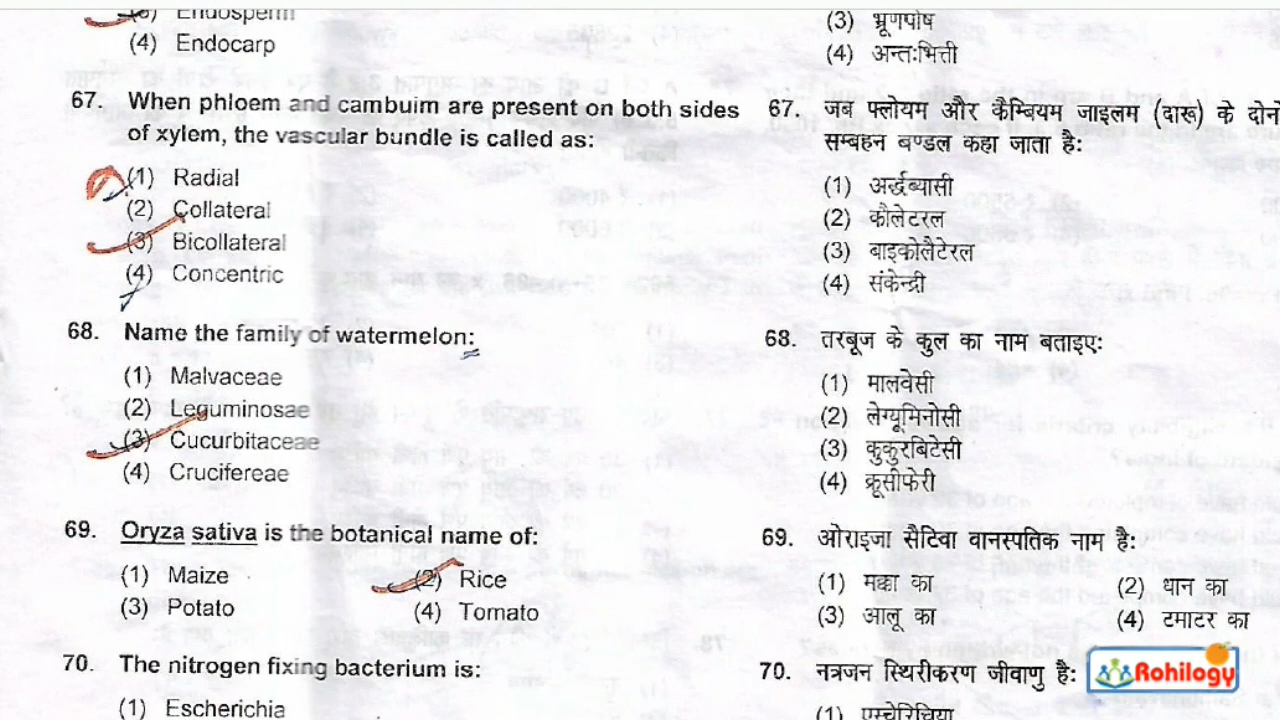 (3) Endosperm
(4) Endocarp
67. When phloem and cambuim are present on both sides
of xylem, the vascular bundle is called as:
(1) Radial
(2) Collateral
(3) Bicollateral
(4) Concentric
68. Name the family of watermelon:
(1) Malvaceae
(2) Leguminosae
(3) Cucurbitaceae
(4) Crucifereae
69. Oryza sativa is the botanical name of:
(1) Maize (2) Rice
(3) Potato (4) Tomato
70. The nitrogen fixing bacterium is:
(1) Escherichia
(3) भ्रूणपोष
(4) अन्तःभित्ती
67. जब फ्लोयम और कैम्बियम जाइलम (दारू) के दोनों
सम्बहन बण्डल कहा जाता है:
(1) अर्द्धब्यासी
(2) कौलेटरल
(3) बाइकोलैटेरल
(4) संकेन्द्री
68. तरबूज के कुल का नाम बताइए:
(1) मालवेसी
(2) लेग्यूमिनोसी
(3) कुकुरबिटेसी
(4) क्रूसीफेरी
69. ओराइजा सैटिवा वानस्पतिक नाम है:
(1) मक्का का (2) धान का
(3) आलू का (4) टमाटर का
70. नत्रजन स्थिरीकरण जीवाणु है:
(1) एस्चेरिचिया
Rohilogy